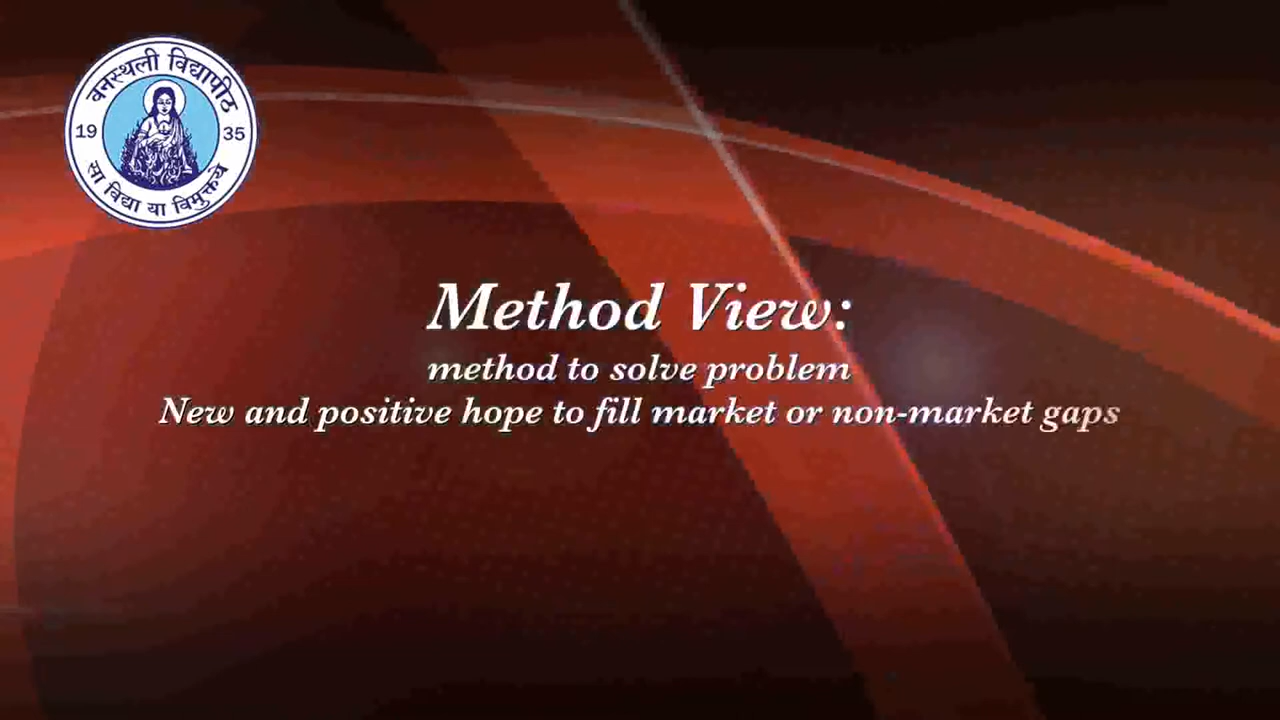 वनस्थली विद्यापीठ
19 35
सा विद्या या विमुक्तये
Method View:
method to solve problem
New and positive hope to fill market or non-market gaps